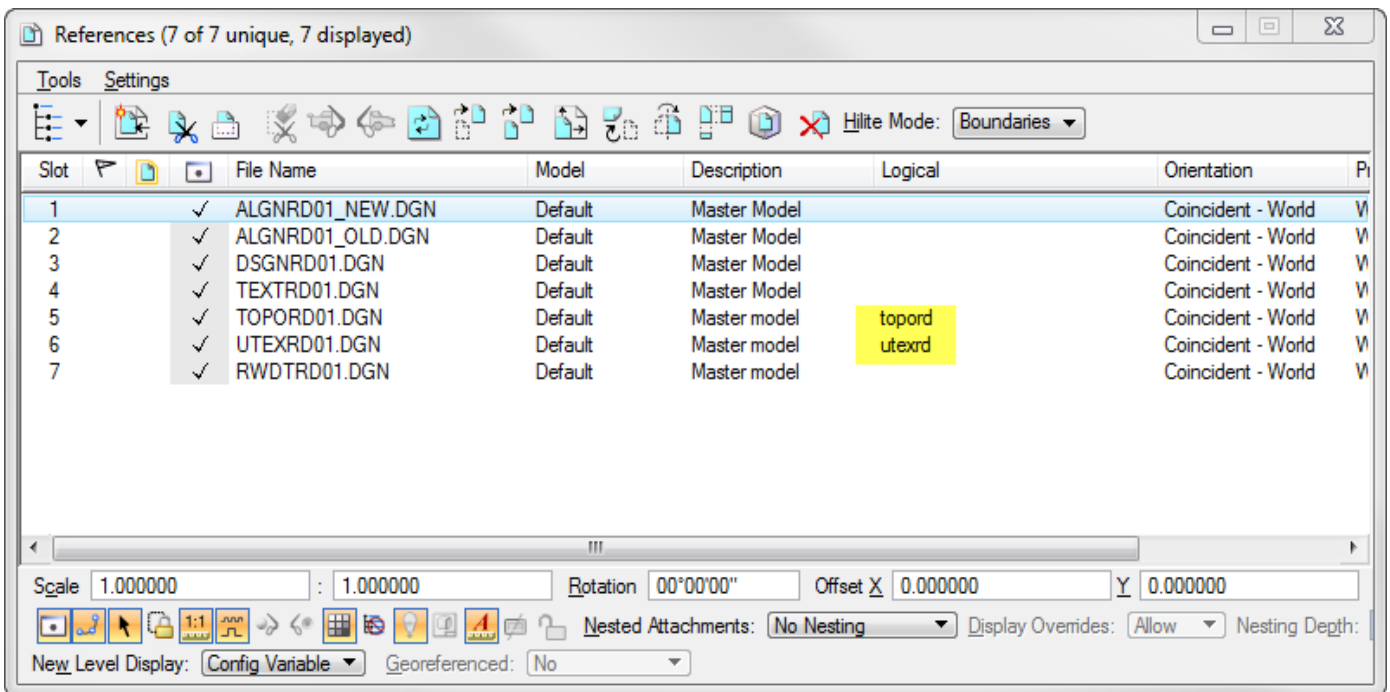 References (7 of 7 unique, 7 displayed)
Tools Settings
Hilite Mode: Boundaries
Slot File Name Model Description Logical Orientation
1 ALGNRD01_NEW.DGN Default Master Model Coincident - World
2 ALGNRD01_OLD.DGN Default Master Model Coincident - World
3 DSGNRD01.DGN Default Master Model Coincident - World
4 TEXTRD01.DGN Default Master Model Coincident - World
5 TOPORD01.DGN Default Master model topord Coincident - World
6 UTEXRD01.DGN Default Master model utexrd Coincident - World
7 RWDTRD01.DGN Default Master model Coincident - World
Scale 1.000000 : 1.000000 Rotation 00°00'00" Offset X 0.000000 Y 0.000000
1:1 A Nested Attachments: No Nesting Display Overrides: Allow Nesting Depth:
New Level Display: Config Variable Georeferenced: No